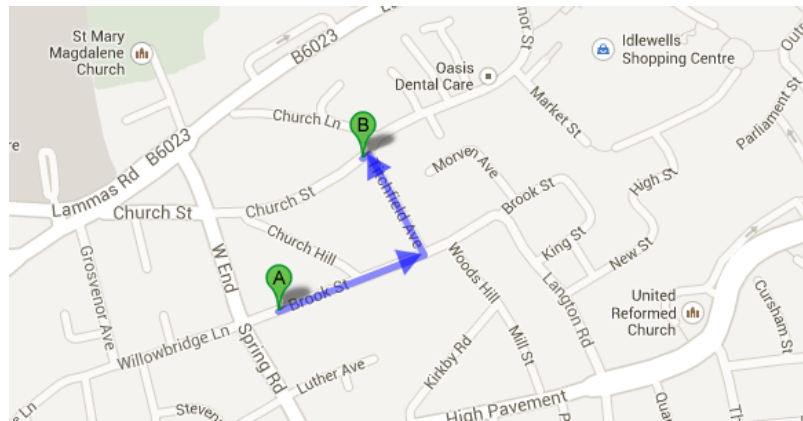 St Mary
Magdalene
Church
B6023
B6023
Lammas Rd
Oasis
Dental Care
Idlewells
Shopping Centre
Market St
Parliament St
Church Ln
B
Morven Ave
High St
Church St
Church St
Brook St
Church Hill
W End
Grosvenor Ave
King St
New St
Woods Hill
Langton Rd
A
Brook St
Willowbridge Ln
Spring Rd
Luther Ave
Kirkby Rd
Mill St
United
Reformed
Church
Cursham St
High Pavement